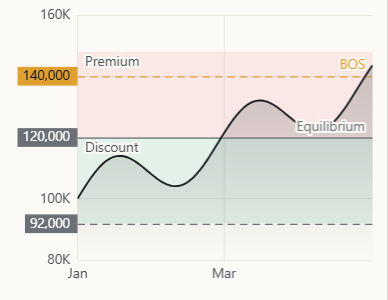 160K
Premium
BOS
140,000
Equilibrium
120,000
Discount
100K
92,000
80K
Jan
Mar